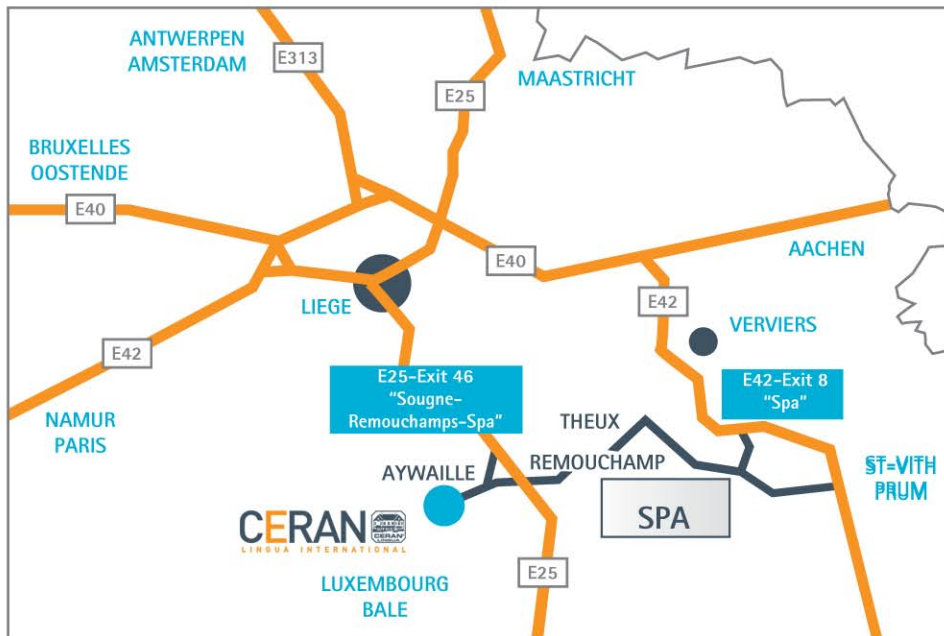 ANTWERPEN
AMSTERDAM
E313
E25
MAASTRICHT
BRUXELLES
OOSTENDE
E40
E40
AACHEN
LIEGE
E42
VERVIERS
E42
E25-Exit 46
"Sougne-
Remouchamps-Spa"
E42-Exit 8
"Spa"
NAMUR
PARIS
THEUX
REMOUCHAMP
AYWAILLE
ST=VITH
PRUM
SPA
CERAN
CERAN
LINGUA
LINGUA INTERNATIONAL
E25
LUXEMBOURG
BALE